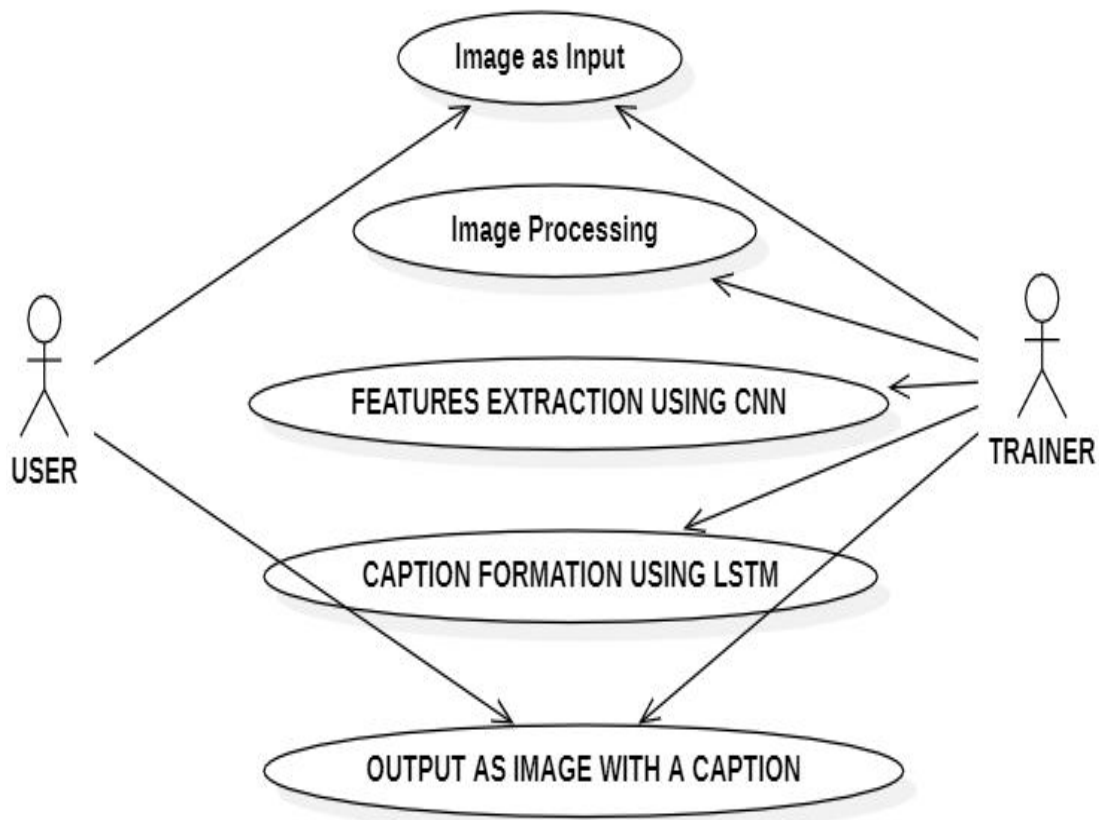 Image as Input
Image Processing
FEATURES EXTRACTION USING CNN
USER
TRAINER
CAPTION FORMATION USING LSTM
OUTPUT AS IMAGE WITH A CAPTION